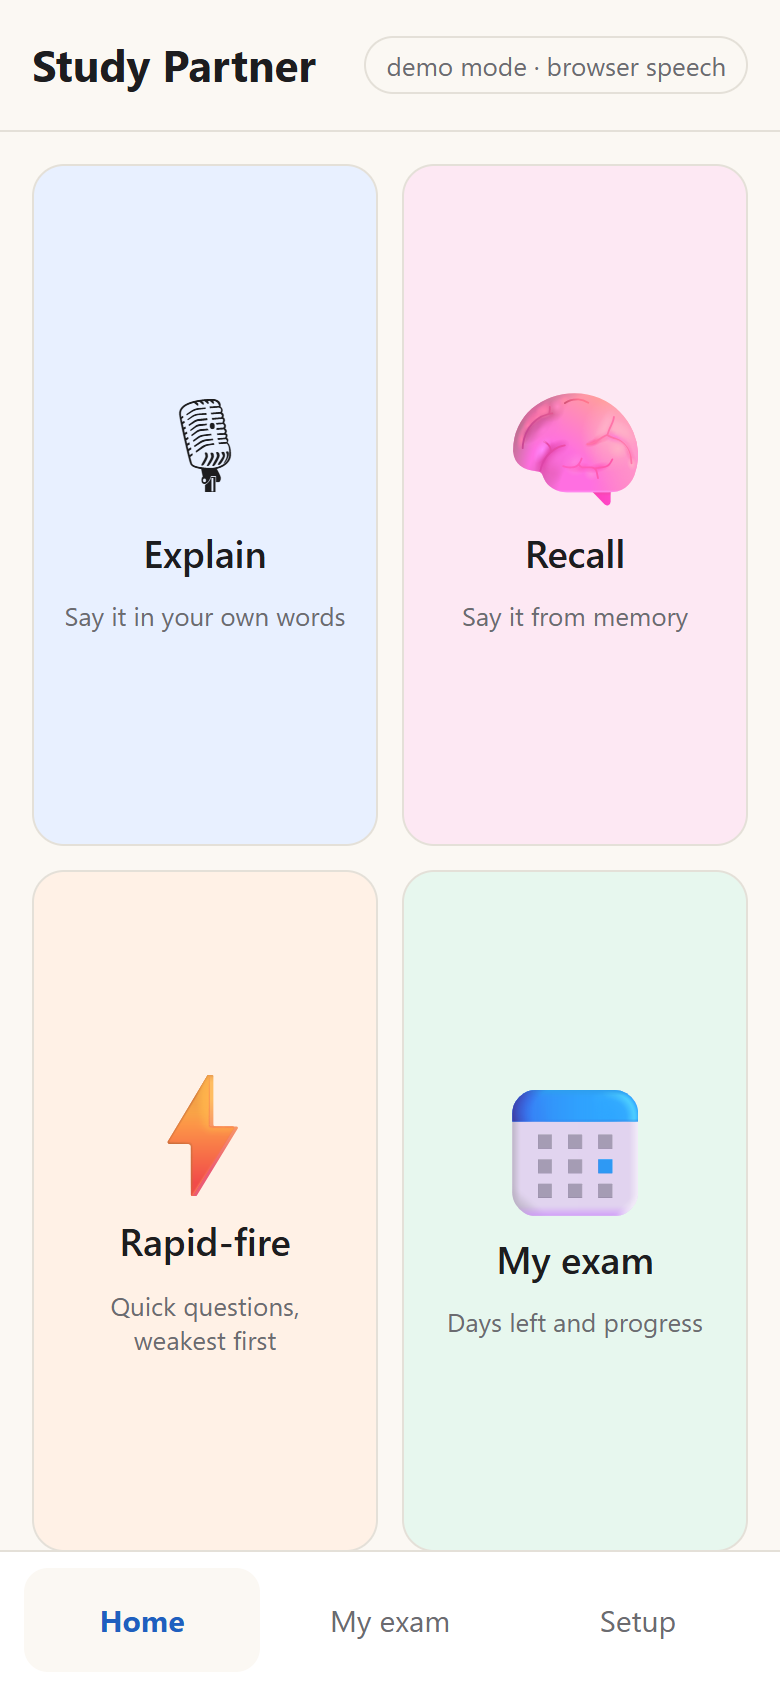 Study Partner
demo mode · browser speech
Explain
Say it in your own words
Recall
Say it from memory
Rapid-fire
Quick questions,
weakest first
My exam
Days left and progress
Home
My exam
Setup